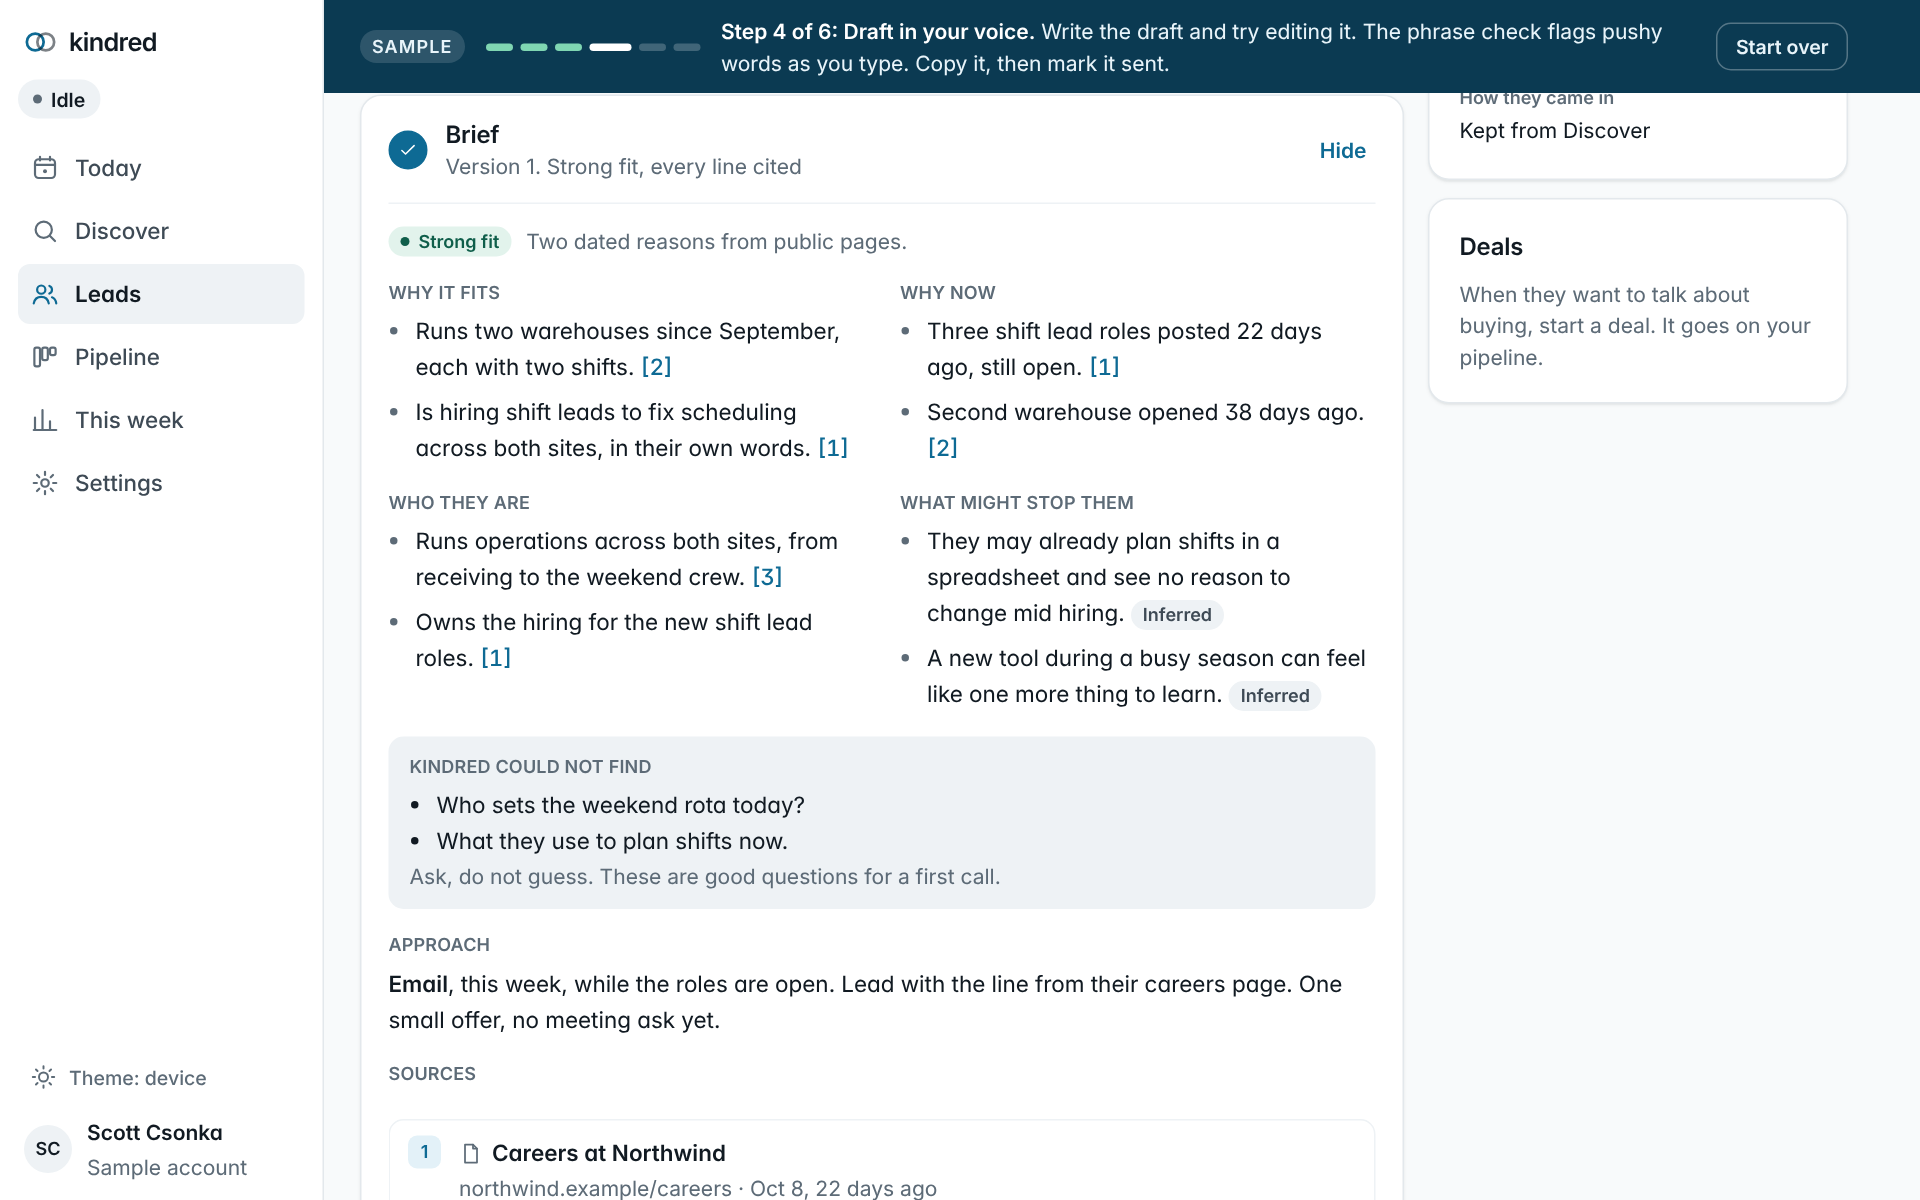 kindred
Idle
Today
Discover
Leads
Pipeline
This week
Settings
Theme: device
SC
Scott Csonka
Sample account
SAMPLE
Step 4 of 6: Draft in your voice. Write the draft and try editing it. The phrase check flags pushy
words as you type. Copy it, then mark it sent.
Start over
Brief
Version 1. Strong fit, every line cited
Hide
Strong fit
Two dated reasons from public pages.
WHY IT FITS
Runs two warehouses since September,
each with two shifts. [2]
Is hiring shift leads to fix scheduling
across both sites, in their own words. [1]
WHY NOW
Three shift lead roles posted 22 days
ago, still open. [1]
Second warehouse opened 38 days ago.
[2]
WHO THEY ARE
Runs operations across both sites, from
receiving to the weekend crew. [3]
Owns the hiring for the new shift lead
roles. [1]
WHAT MIGHT STOP THEM
They may already plan shifts in a
spreadsheet and see no reason to
change mid hiring. Inferred
A new tool during a busy season can feel
like one more thing to learn. Inferred
KINDRED COULD NOT FIND
Who sets the weekend rota today?
What they use to plan shifts now.
Ask, do not guess. These are good questions for a first call.
APPROACH
Email, this week, while the roles are open. Lead with the line from their careers page. One
small offer, no meeting ask yet.
SOURCES
1
Careers at Northwind
northwind.example/careers · Oct 8, 22 days ago
How they came in
Kept from Discover
Deals
When they want to talk about
buying, start a deal. It goes on your
pipeline.